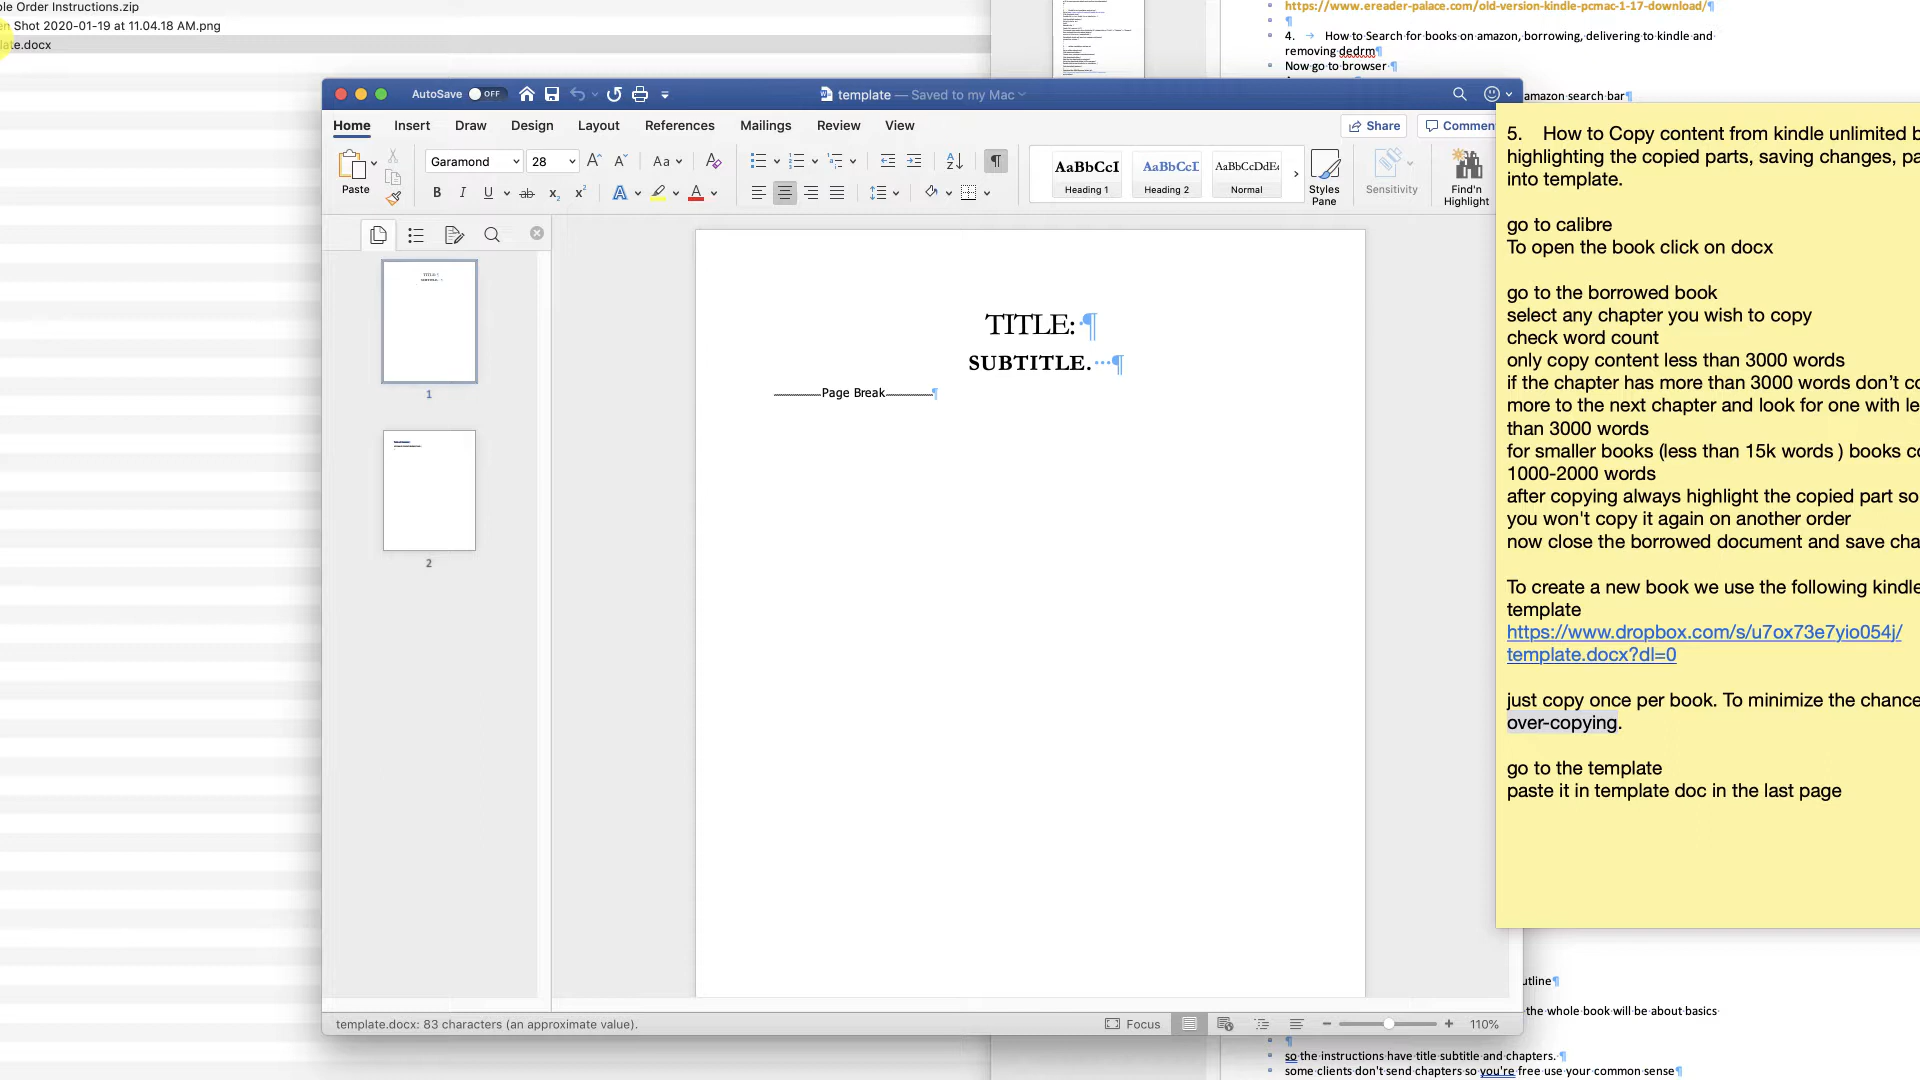 ble Order Instructions.zip
en Shot 2020-01-19 at 11.04.18 AM.png
late.docx
https://www.ereader-palace.com/old-version-kindle-pcmac-1-17-download/¶
¶
4. → How to Search for books on amazon, borrowing, delivering to kindle and
removing dedrm¶
Now go to browser ¶
amazon search bar¶
AutoSave OFF
template — Saved to my Mac
Home Insert Draw Design Layout References Mailings Review View
Share Commen
Paste
Garamond 28
AaBbCcI AaBbCcI AaBbCcDdE
Heading 1 Heading 2 Normal
Styles
Pane
Sensitivity
Find'n
Highlight
1
2
TITLE: ¶
SUBTITLE. ···¶
Page Break ¶
5. How to Copy content from kindle unlimited b
highlighting the copied parts, saving changes, pa
into template.
go to calibre
To open the book click on docx
go to the borrowed book
select any chapter you wish to copy
check word count
only copy content less than 3000 words
if the chapter has more than 3000 words don't co
more to the next chapter and look for one with le
than 3000 words
for smaller books (less than 15k words ) books co
1000-2000 words
after copying always highlight the copied part so
you won't copy it again on another order
now close the borrowed document and save cha
To create a new book we use the following kindle
template
https://www.dropbox.com/s/u7ox73e7yio054j/
template.docx?dl=0
just copy once per book. To minimize the chance
over-copying.
go to the template
paste it in template doc in the last page
utline¶
the whole book will be about basics
¶
so the instructions have title subtitle and chapters. ¶
some clients don't send chapters so you're free use your common sense¶
template.docx: 83 characters (an approximate value).
Focus
110%